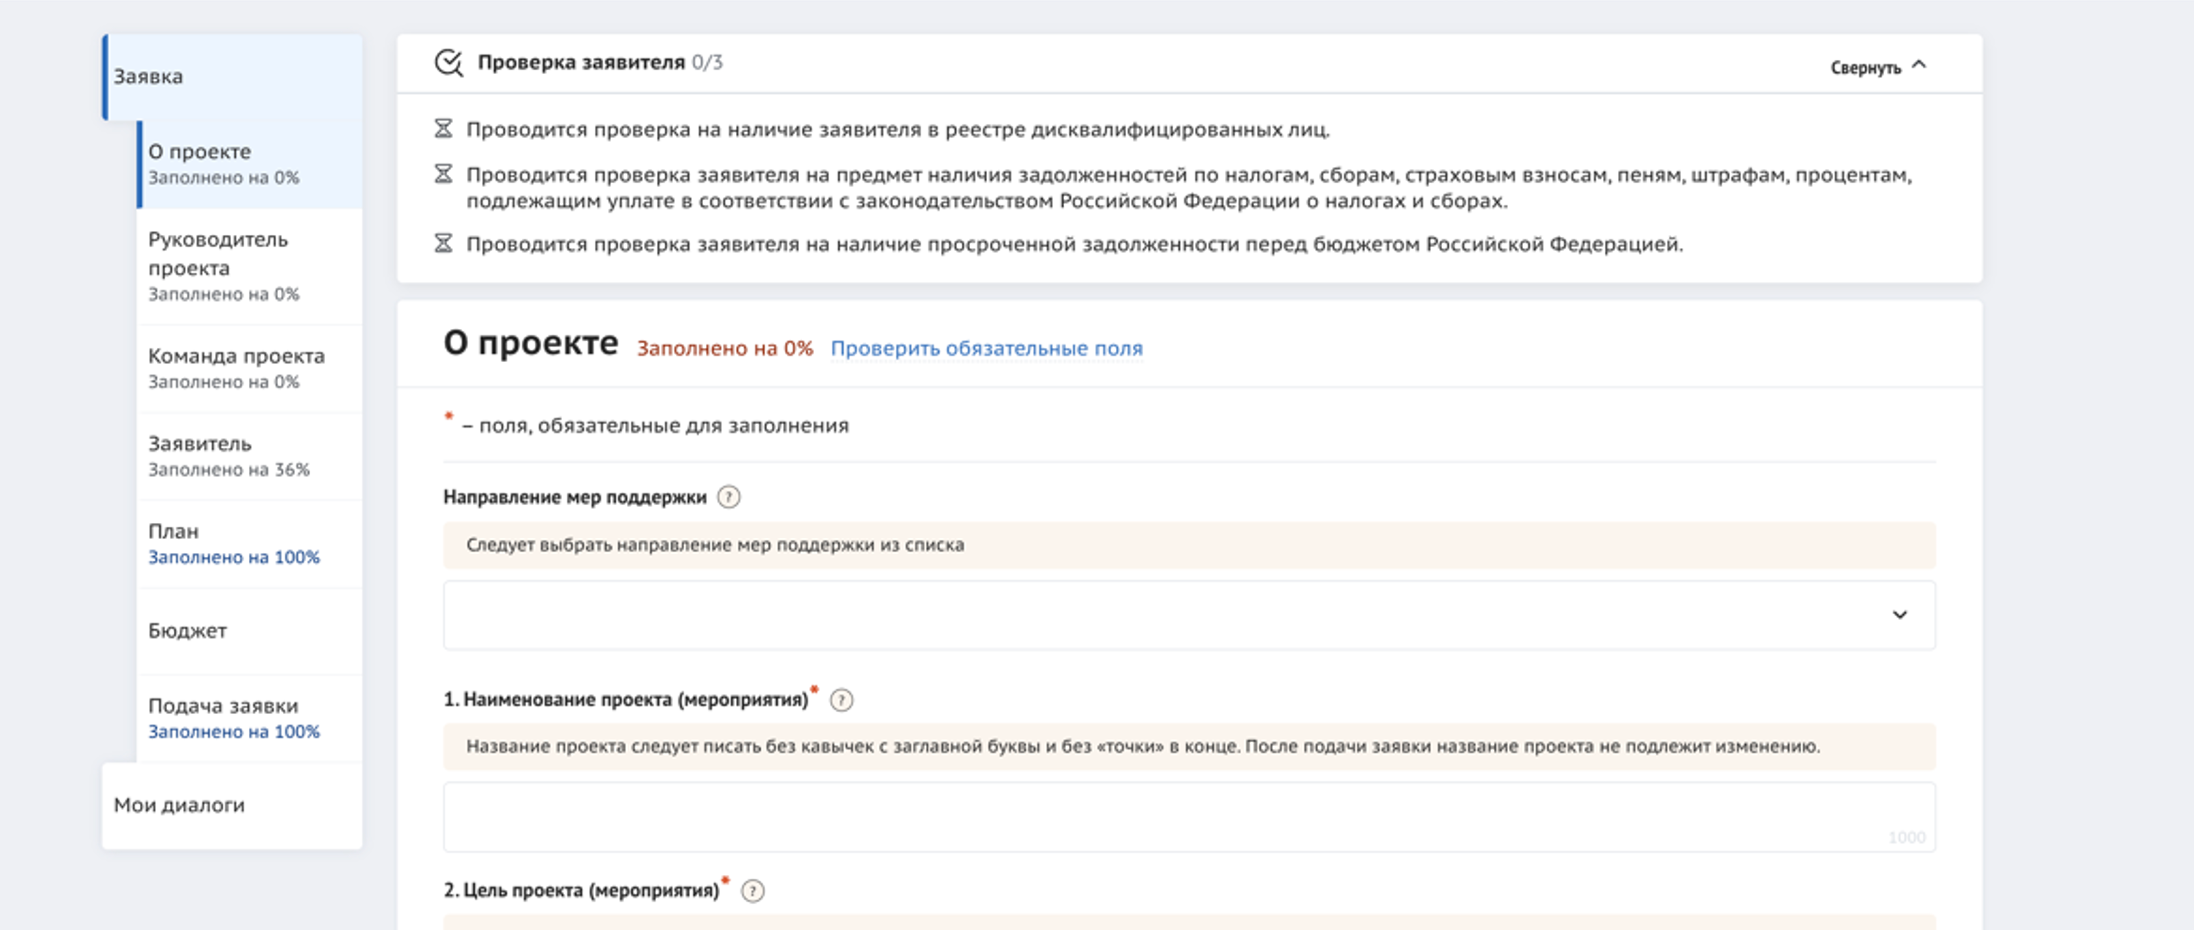 Заявка
О проекте
Заполнено на 0%
Руководитель
проекта
Заполнено на 0%
Команда проекта
Заполнено на 0%
Заявитель
Заполнено на 36%
План
Заполнено на 100%
Бюджет
Подача заявки
Заполнено на 100%
Мои диалоги
Проверка заявителя 0/3
Свернуть
Проводится проверка на наличие заявителя в реестре дисквалифицированных лиц.
Проводится проверка заявителя на предмет наличия задолженностей по налогам, сборам, страховым взносам, пеням, штрафам, процентам,
подлежащим уплате в соответствии с законодательством Российской Федерации о налогах и сборах.
Проводится проверка заявителя на наличие просроченной задолженности перед бюджетом Российской Федерацией.
О проекте Заполнено на 0% Проверить обязательные поля
* – поля, обязательные для заполнения
Направление мер поддержки ?
Следует выбрать направление мер поддержки из списка
1. Наименование проекта (мероприятия)* ?
Название проекта следует писать без кавычек с заглавной буквы и без «точки» в конце. После подачи заявки название проекта не подлежит изменению.
1000
2. Цель проекта (мероприятия)* ?